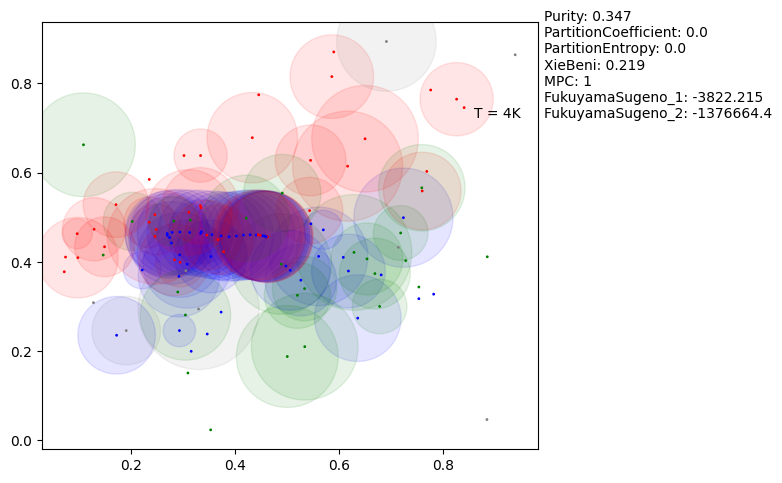 Purity: 0.347
PartitionCoefficient: 0.0
PartitionEntropy: 0.0
XieBeni: 0.219
MPC: 1
FukuyamaSugeno_1: -3822.215
FukuyamaSugeno_2: -1376664.4
T = 4K
0.8
0.6
0.4
0.2
0.0
0.2 0.4 0.6 0.8